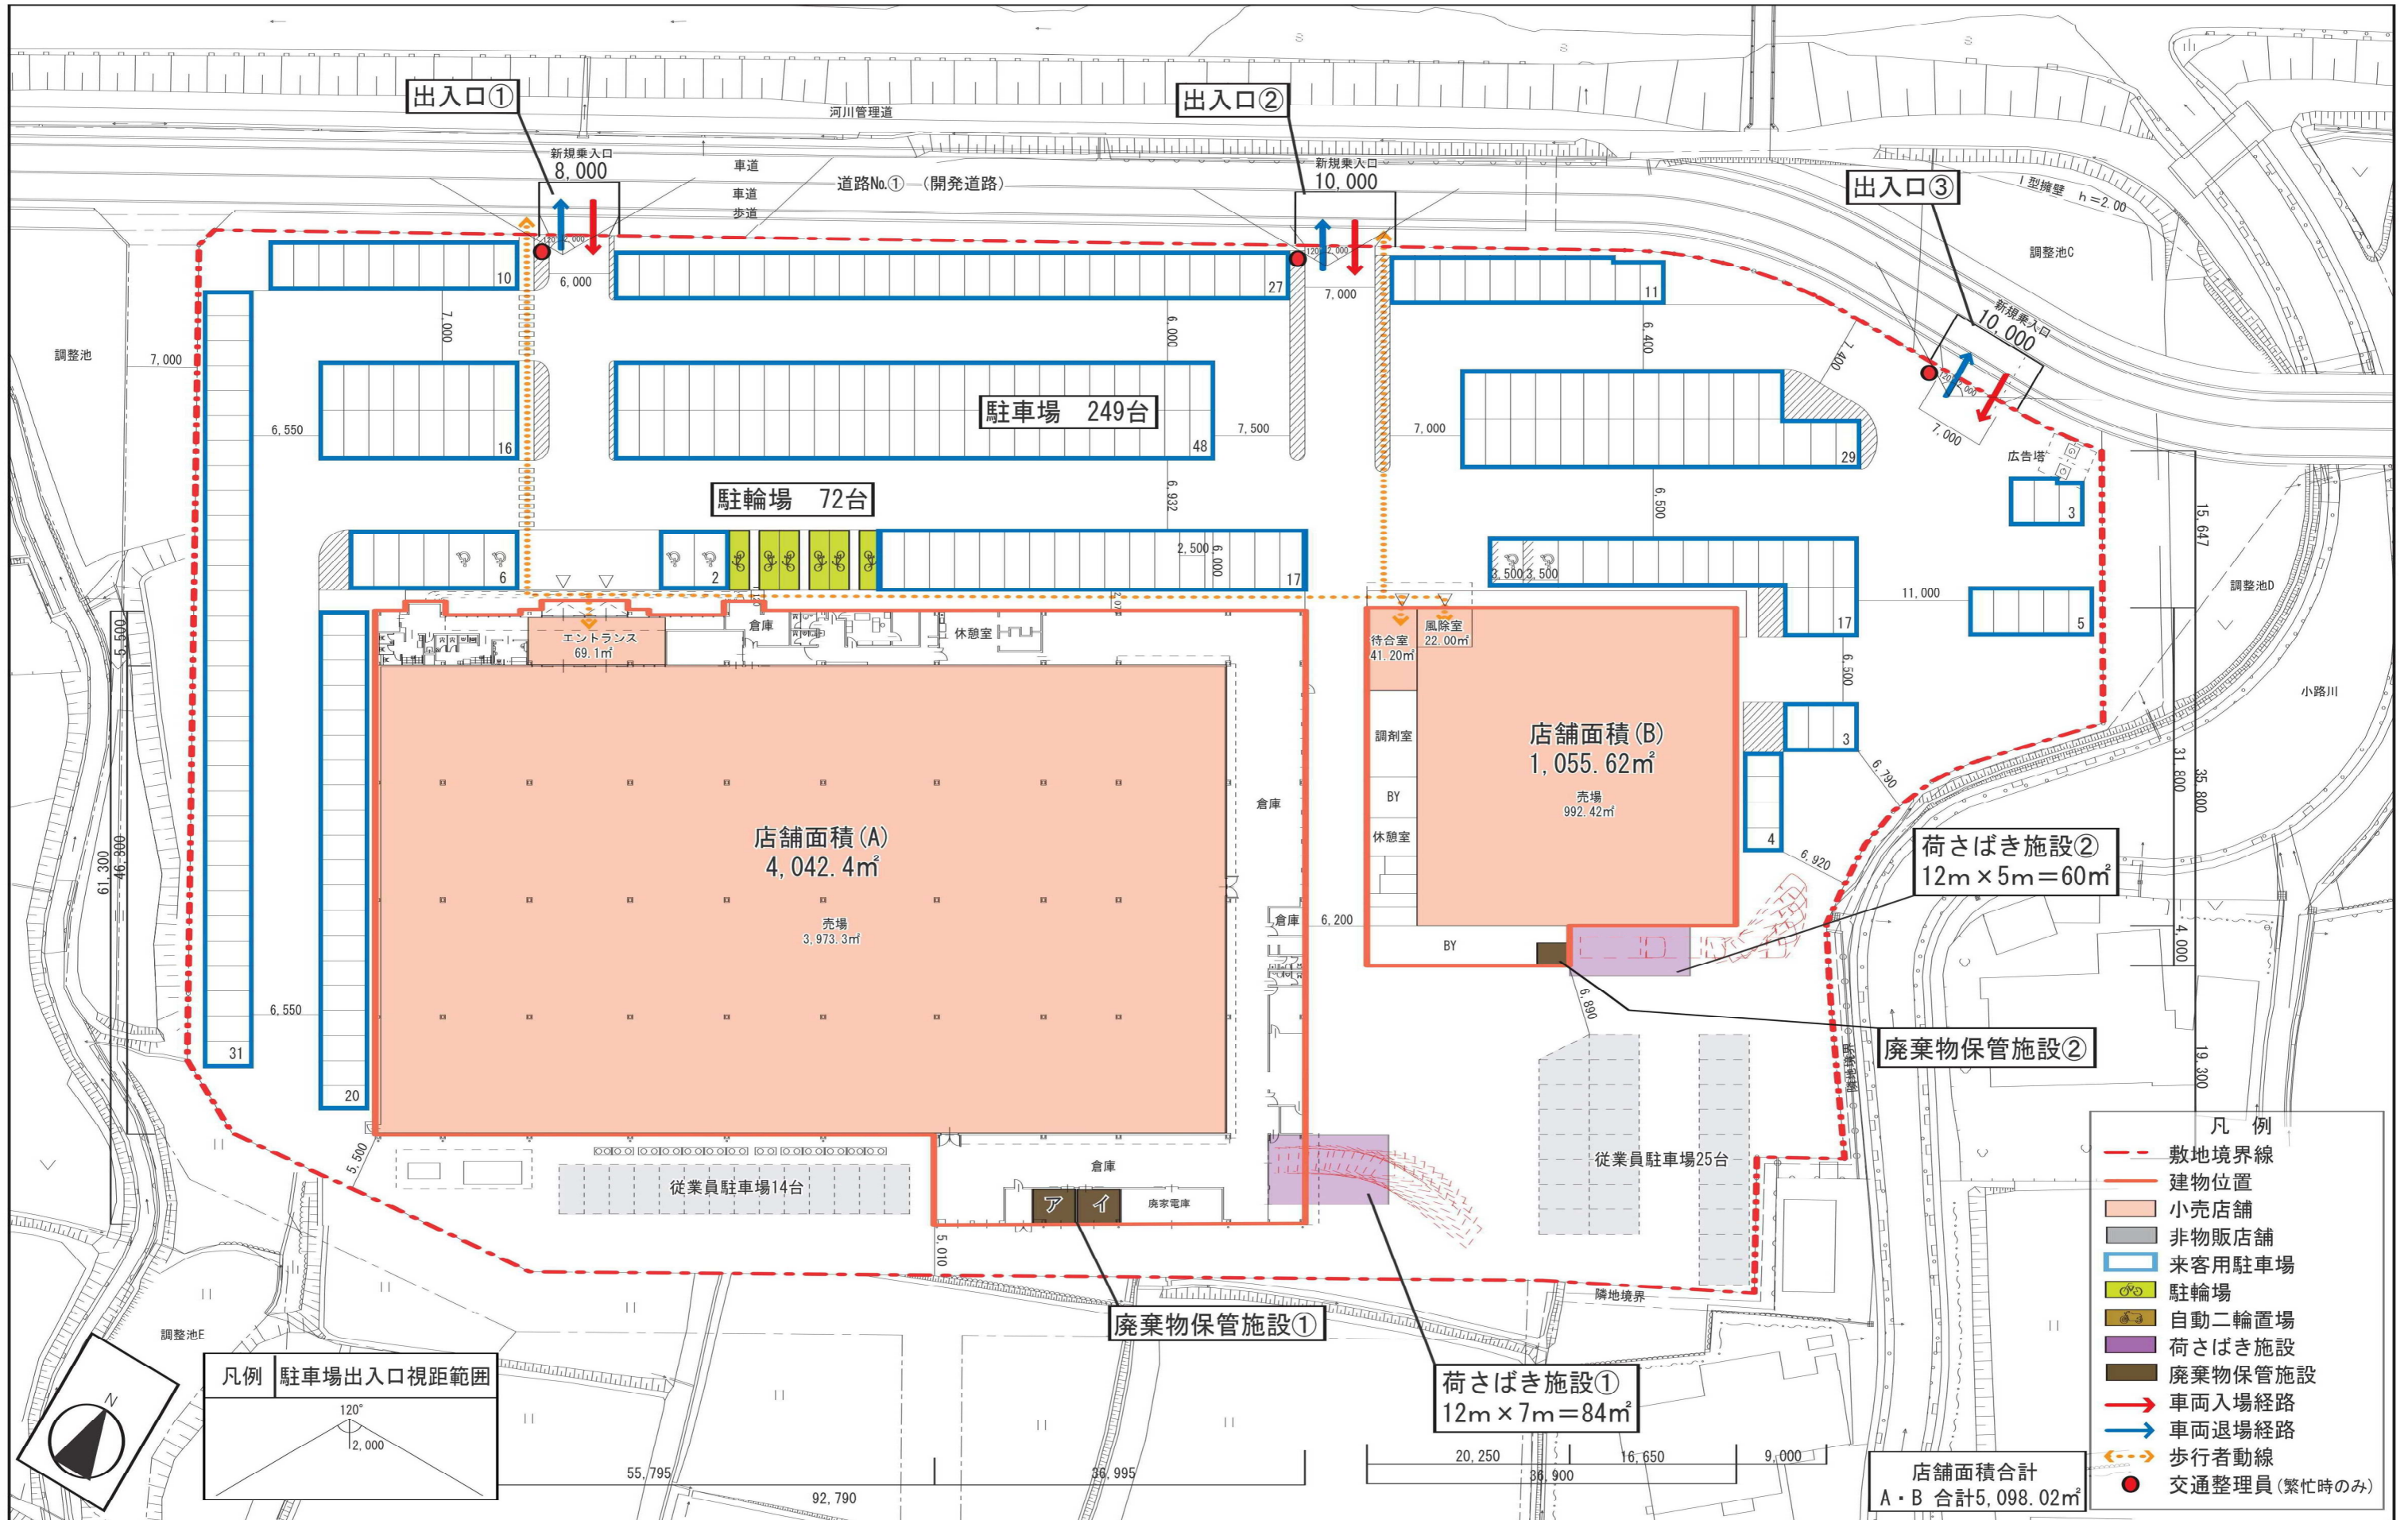 出入口①
出入口②
出入口③
河川管理道
新規乗入口
8,000
車道
車道
歩道
道路No.① (開発道路)
新規乗入口
10,000
I型擁壁 h=2.00
調整池C
新規乗入口
10,000
120°
2,000
6,000
120°
2,000
7,000
120°
2,000
7,000
10
27
11
7,000
6,000
6,400
7,400
調整池
7,000
6,550
16
駐車場 249台
48
7,500
7,000
29
広告塔
3
15,647
駐輪場 72台
6,932
6,500
6
2
2,500
6,000
17
3,500
3,500
17
11,000
5
調整池D
小路川
5,500
61,300
46,800
エントランス
69.1㎡
倉庫
休憩室
待合室
41.20㎡
風除室
22.00㎡
6,500
調剤室
BY
休憩室
店舗面積(B)
1,055.62㎡
売場
992.42㎡
3
6,790
4
6,920
31,800
35,800
倉庫
店舗面積(A)
4,042.4㎡
売場
3,973.3㎡
倉庫
6,200
BY
荷さばき施設②
12m×5m=60㎡
4,000
6,890
6,550
31
20
廃棄物保管施設②
隣地境界
19,300
5,500
従業員駐車場14台
倉庫
ア
イ
廃家電庫
従業員駐車場25台
5,010
隣地境界
廃棄物保管施設①
荷さばき施設①
12m×7m=84㎡
調整池E
N
凡例
駐車場出入口視距範囲
120°
2,000
55,795
36,995
92,790
20,250
16,650
9,000
36,900
店舗面積合計
A・B 合計5,098.02㎡
凡 例
敷地境界線
建物位置
小売店舗
非物販店舗
来客用駐車場
駐輪場
自動二輪置場
荷さばき施設
廃棄物保管施設
車両入場経路
車両退場経路
歩行者動線
交通整理員(繁忙時のみ)